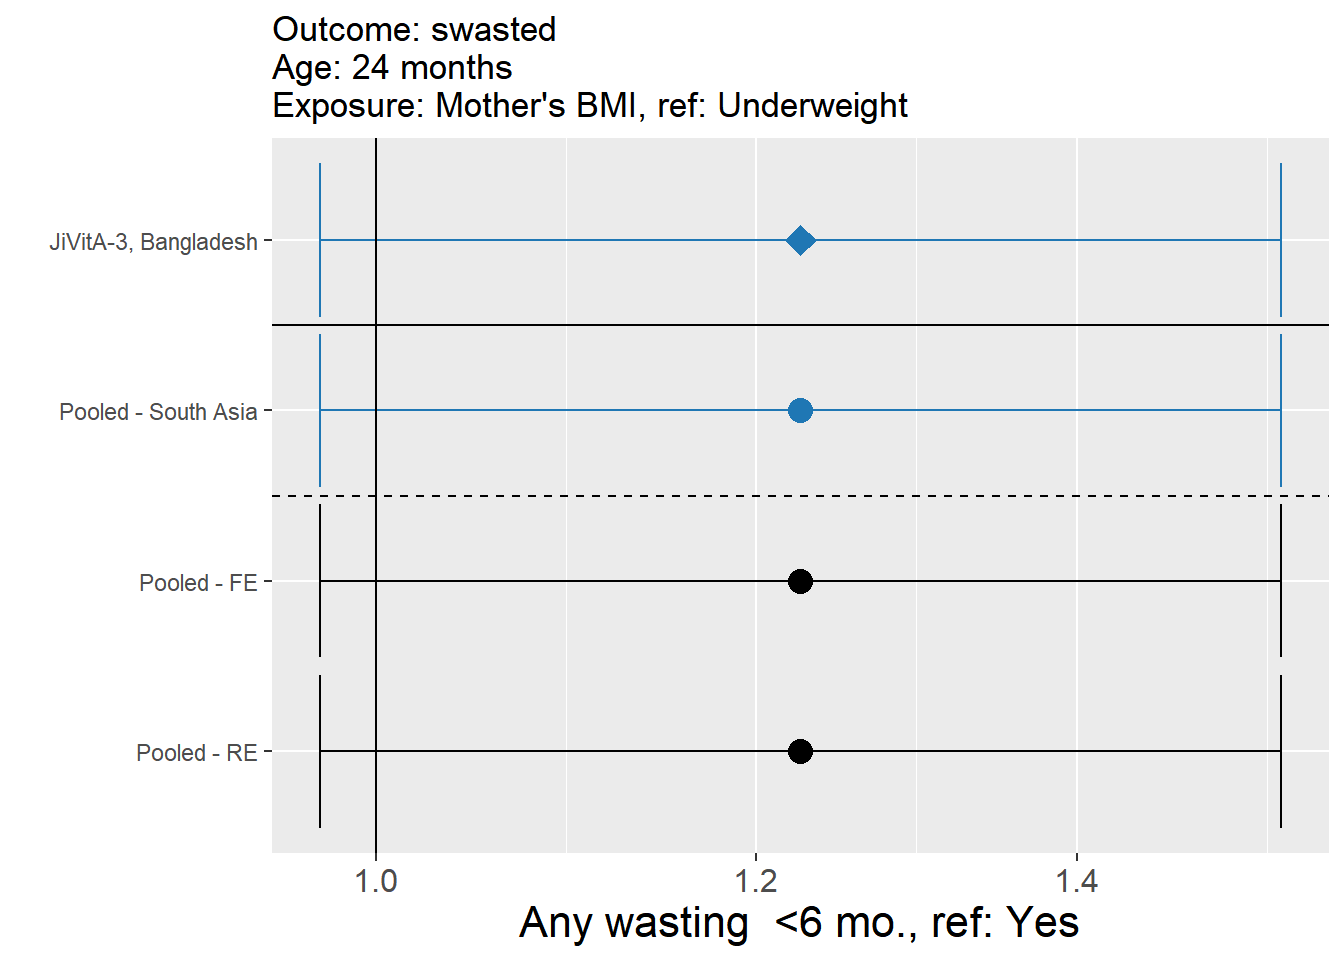 Outcome: swasted
Age: 24 months
Exposure: Mother's BMI, ref: Underweight
JiVitA-3, Bangladesh
Pooled - South Asia
Pooled - FE
Pooled - RE
1.0 1.2 1.4
Any wasting  <6 mo., ref: Yes